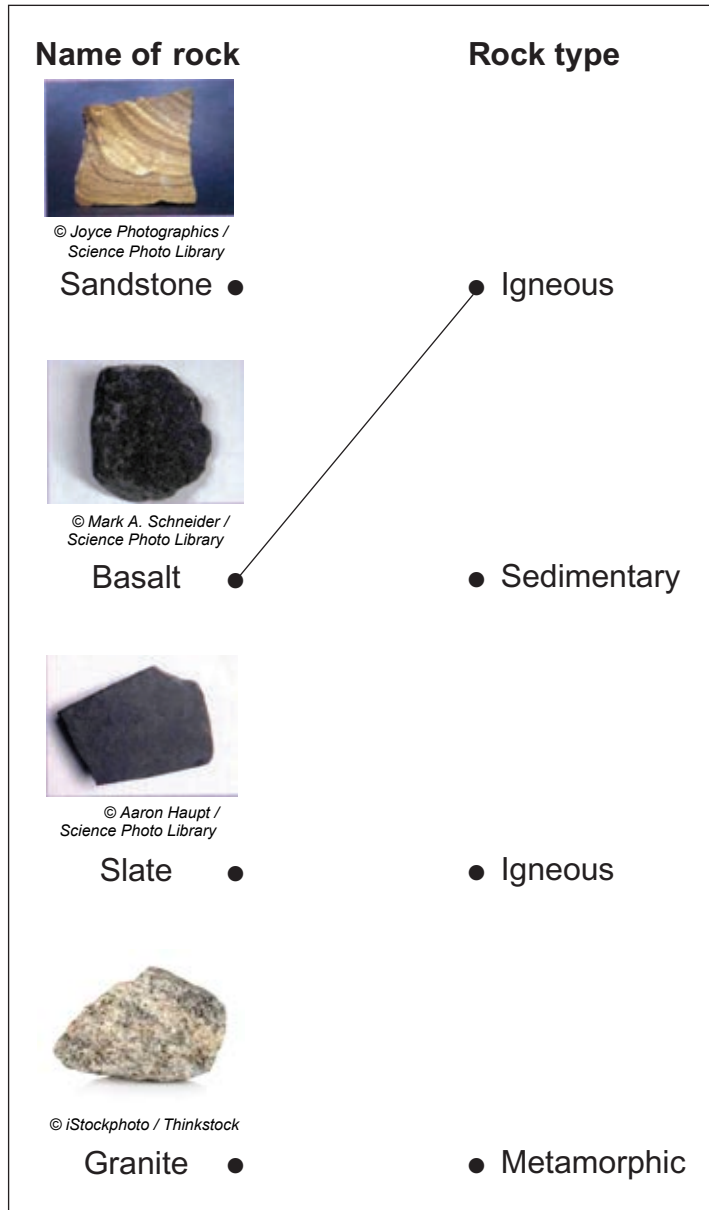 Name of rock
Rock type
© Joyce Photographics /
Science Photo Library
Sandstone
Igneous
© Mark A. Schneider /
Science Photo Library
Basalt
Sedimentary
© Aaron Haupt /
Science Photo Library
Slate
Igneous
© iStockphoto / Thinkstock
Granite
Metamorphic